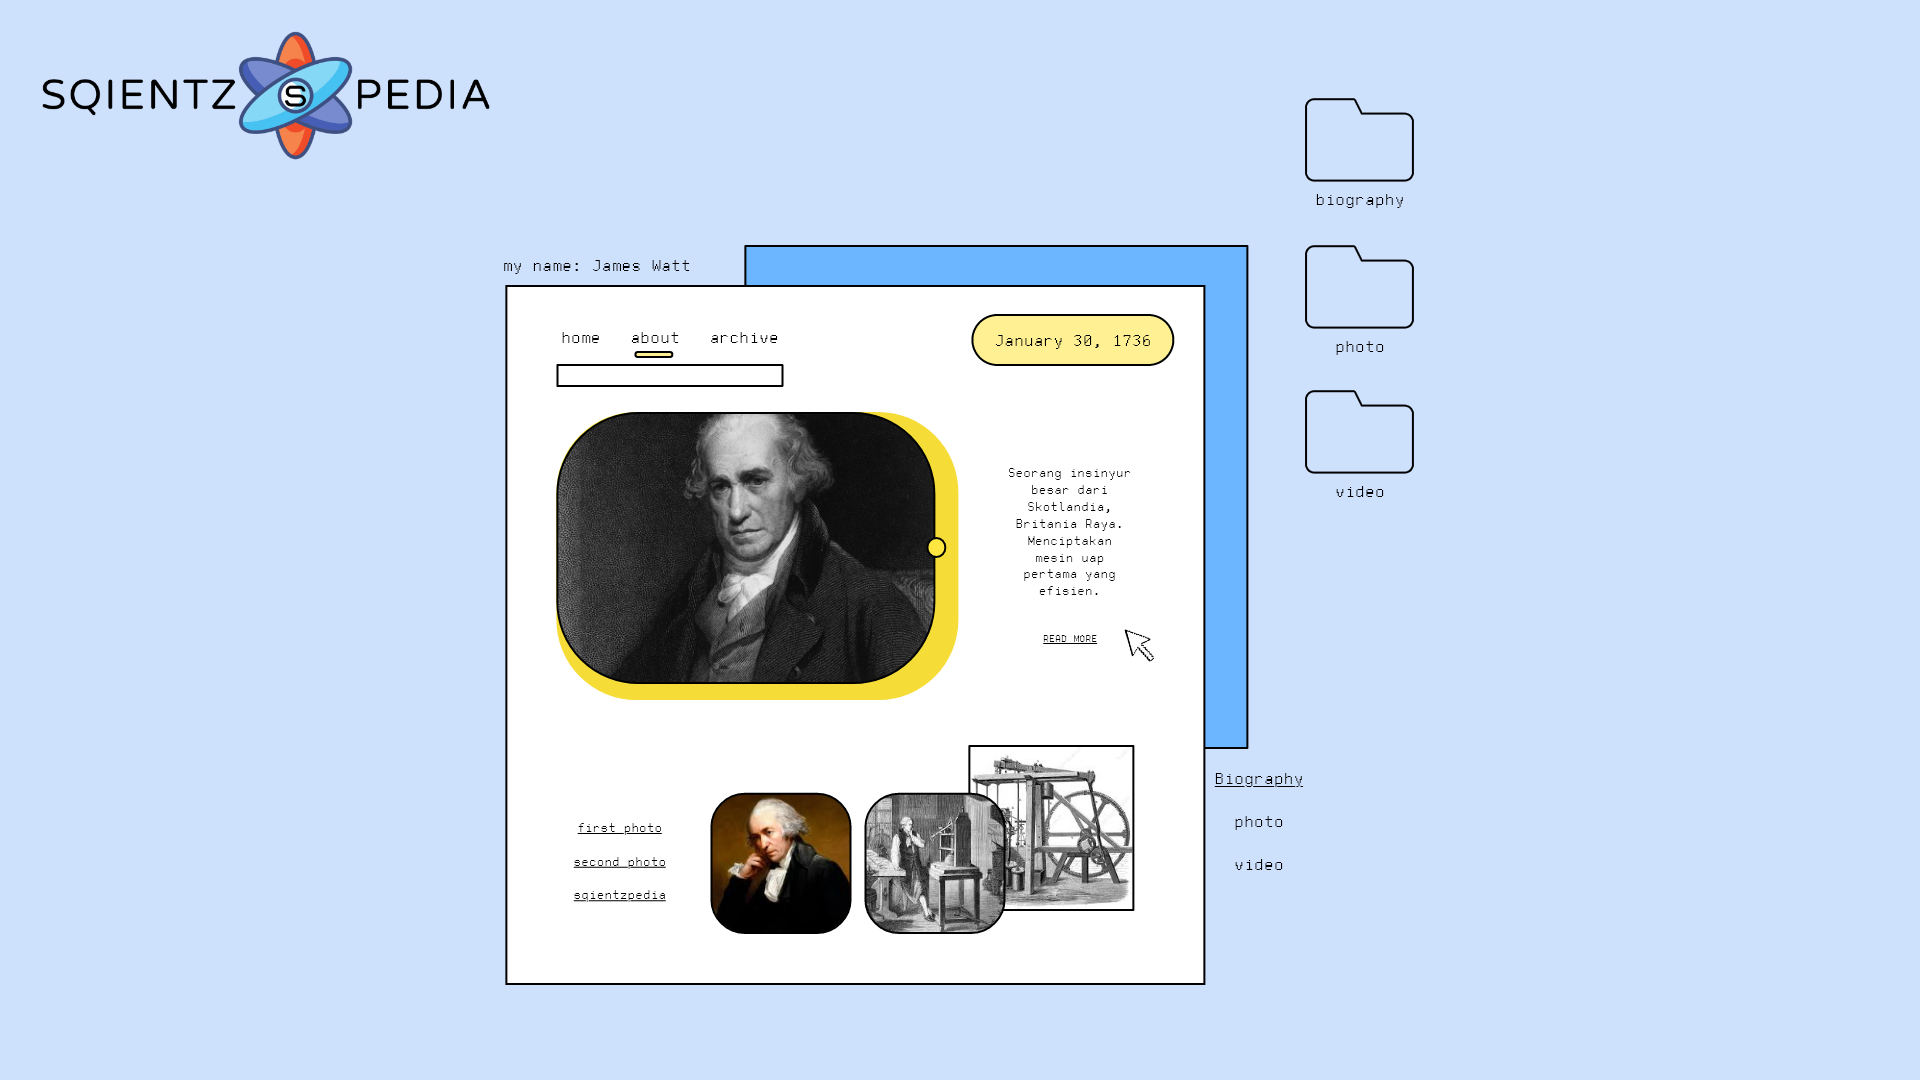 SQIENTZ S PEDIA
biography
photo
video
my name: James Watt
home about archive
January 30, 1736
Seorang insinyur
besar dari
Skotlandia,
Britania Raya.
Menciptakan
mesin uap
pertama yang
efisien.
READ MORE
first photo
second photo
sqientzpedia
Biography
photo
video